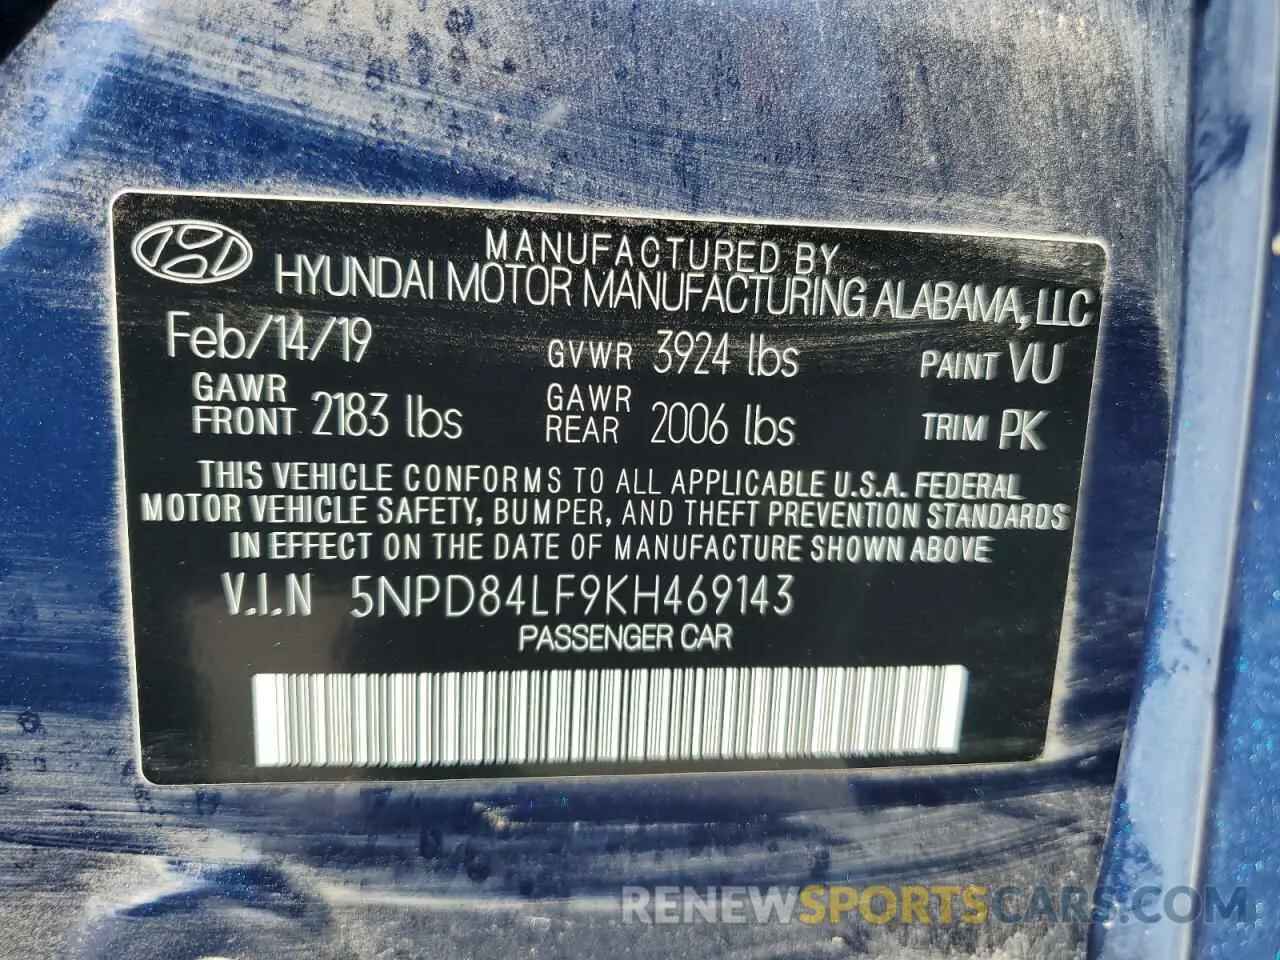 MANUFACTURED BY
HYUNDAI MOTOR MANUFACTURING ALABAMA, LLC
Feb/14/19 GVWR 3924 lbs PAINT VU
GAWR FRONT 2183 lbs GAWR REAR 2006 lbs TRIM PK
THIS VEHICLE CONFORMS TO ALL APPLICABLE U.S.A. FEDERAL
MOTOR VEHICLE SAFETY, BUMPER, AND THEFT PREVENTION STANDARDS
IN EFFECT ON THE DATE OF MANUFACTURE SHOWN ABOVE
V.I.N 5NPD84LF9KH469143
PASSENGER CAR
RENEWSPORTSCARS.COM